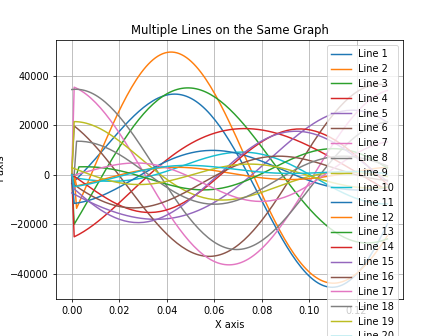 Multiple Lines on the Same Graph
40000
20000
0
−20000
−40000
axis
0.00
0.02
0.04
0.06
0.08
0.10
X axis
Line 1
Line 2
Line 3
Line 4
Line 5
Line 6
Line 7
Line 8
Line 9
Line 10
Line 11
Line 12
Line 13
Line 14
Line 15
Line 16
Line 17
Line 18
Line 19
Line 20